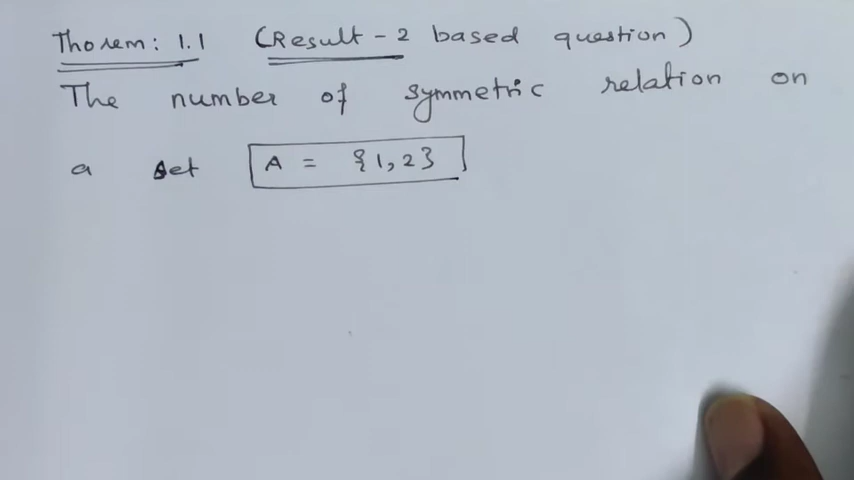 Thorem: 1.1 (Result - 2 based question)
The number of symmetric relation on
a set A = {1, 2}